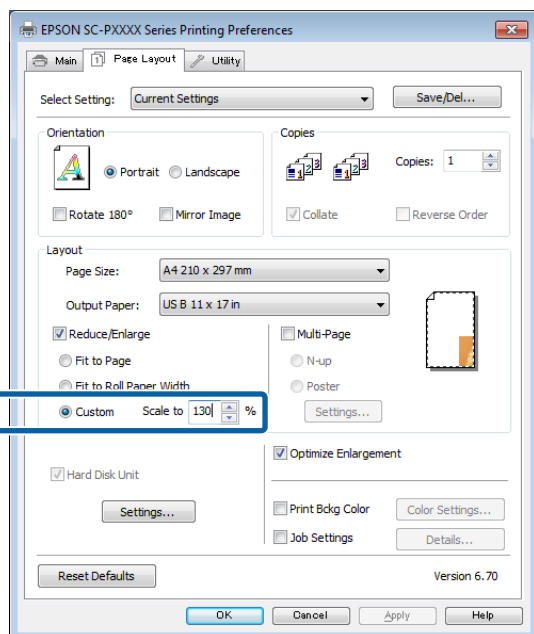 EPSON SC-PXXXX Series Printing Preferences
Main Page Layout Utility
Select Setting: Current Settings Save/Del...
Orientation Copies
Portrait Landscape Copies: 1
Rotate 180° Mirror Image Collate Reverse Order
Layout
Page Size: A4 210 x 297 mm
Output Paper: US B 11 x 17 in
Reduce/Enlarge Multi-Page
Fit to Page N-up
Fit to Roll Paper Width Poster
Custom Scale to 130 % Settings...
Optimize Enlargement
Hard Disk Unit
Settings... Print Bckg Color Color Settings...
Job Settings Details...
Reset Defaults Version 6.70
OK Cancel Apply Help